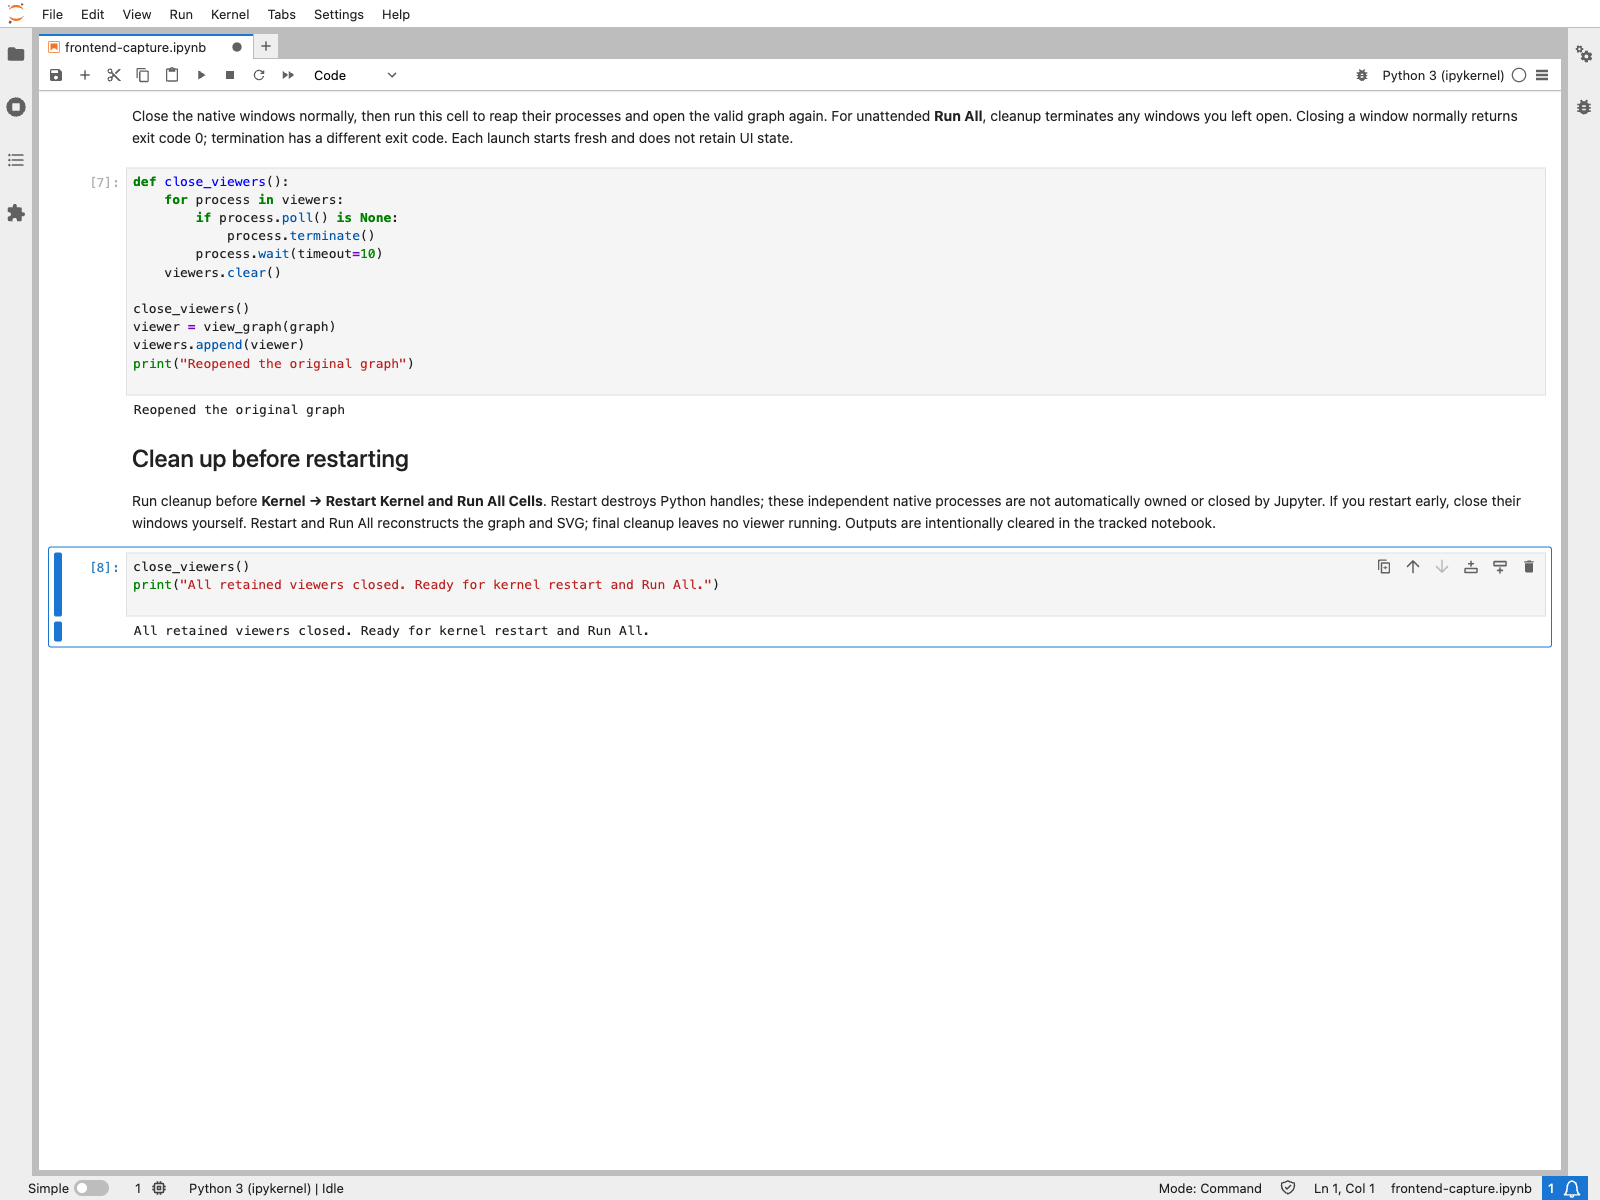 File Edit View Run Kernel Tabs Settings Help
frontend-capture.ipynb
Code
Python 3 (ipykernel)
Close the native windows normally, then run this cell to reap their processes and open the valid graph again. For unattended Run All, cleanup terminates any windows you left open. Closing a window normally returns
exit code 0; termination has a different exit code. Each launch starts fresh and does not retain UI state.
[7]: def close_viewers():
    for process in viewers:
        if process.poll() is None:
            process.terminate()
        process.wait(timeout=10)
    viewers.clear()
close_viewers()
viewer = view_graph(graph)
viewers.append(viewer)
print("Reopened the original graph")
Reopened the original graph
Clean up before restarting
Run cleanup before Kernel → Restart Kernel and Run All Cells. Restart destroys Python handles; these independent native processes are not automatically owned or closed by Jupyter. If you restart early, close their
windows yourself. Restart and Run All reconstructs the graph and SVG; final cleanup leaves no viewer running. Outputs are intentionally cleared in the tracked notebook.
[8]: close_viewers()
print("All retained viewers closed. Ready for kernel restart and Run All.")
All retained viewers closed. Ready for kernel restart and Run All.
Simple 1 Python 3 (ipykernel) | Idle Mode: Command Ln 1, Col 1 frontend-capture.ipynb 1